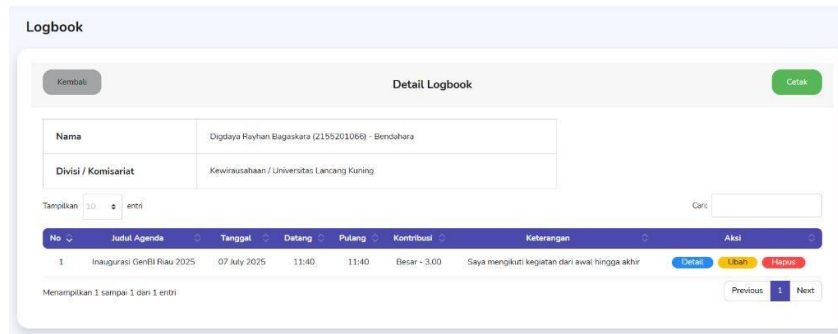 Logbook
Kembali
Detail Logbook
Cetak
Nama
Digdaya Rayhan Bagaskara (2155201066) - Bendahara
Divisi / Komisariat
Kewirausahaan / Universitas Lancang Kuning
Tampilkan 10 entri
Cari:
No Judul Agenda Tanggal Datang Pulang Kontribusi Keterangan Aksi
1 Inaugurasi GenBI Riau 2025 07 July 2025 11:40 11:40 Besar - 3.00 Saya mengikuti kegiatan dari awal hingga akhir Detail Ubah Hapus
Menampilkan 1 sampai 1 dari 1 entri
Previous 1 Next